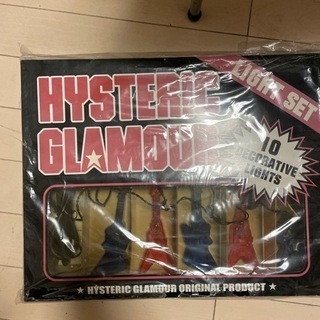 LIGHT SET
HYSTERIC
GLAMOUR
10
DECORATIVE
LIGHTS
★ HYSTERIC GLAMOUR ORIGINAL PRODUCT ★